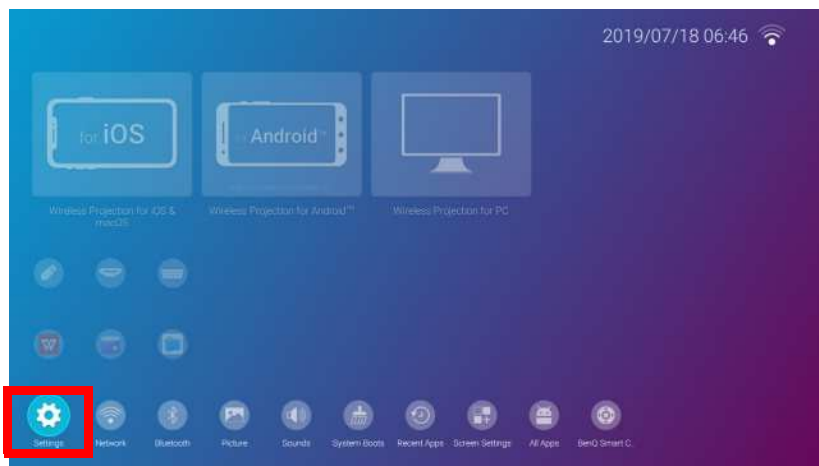 2019/07/18 06:46
for iOS
Android™
Wireless Projection for iOS &
macOS
Wireless Projection for Android™
Wireless Projection for PC
W
Settings
Network
Bluetooth
Picture
Sounds
System Boots
Recent Apps
Screen Settings
All Apps
BenQ Smart C..